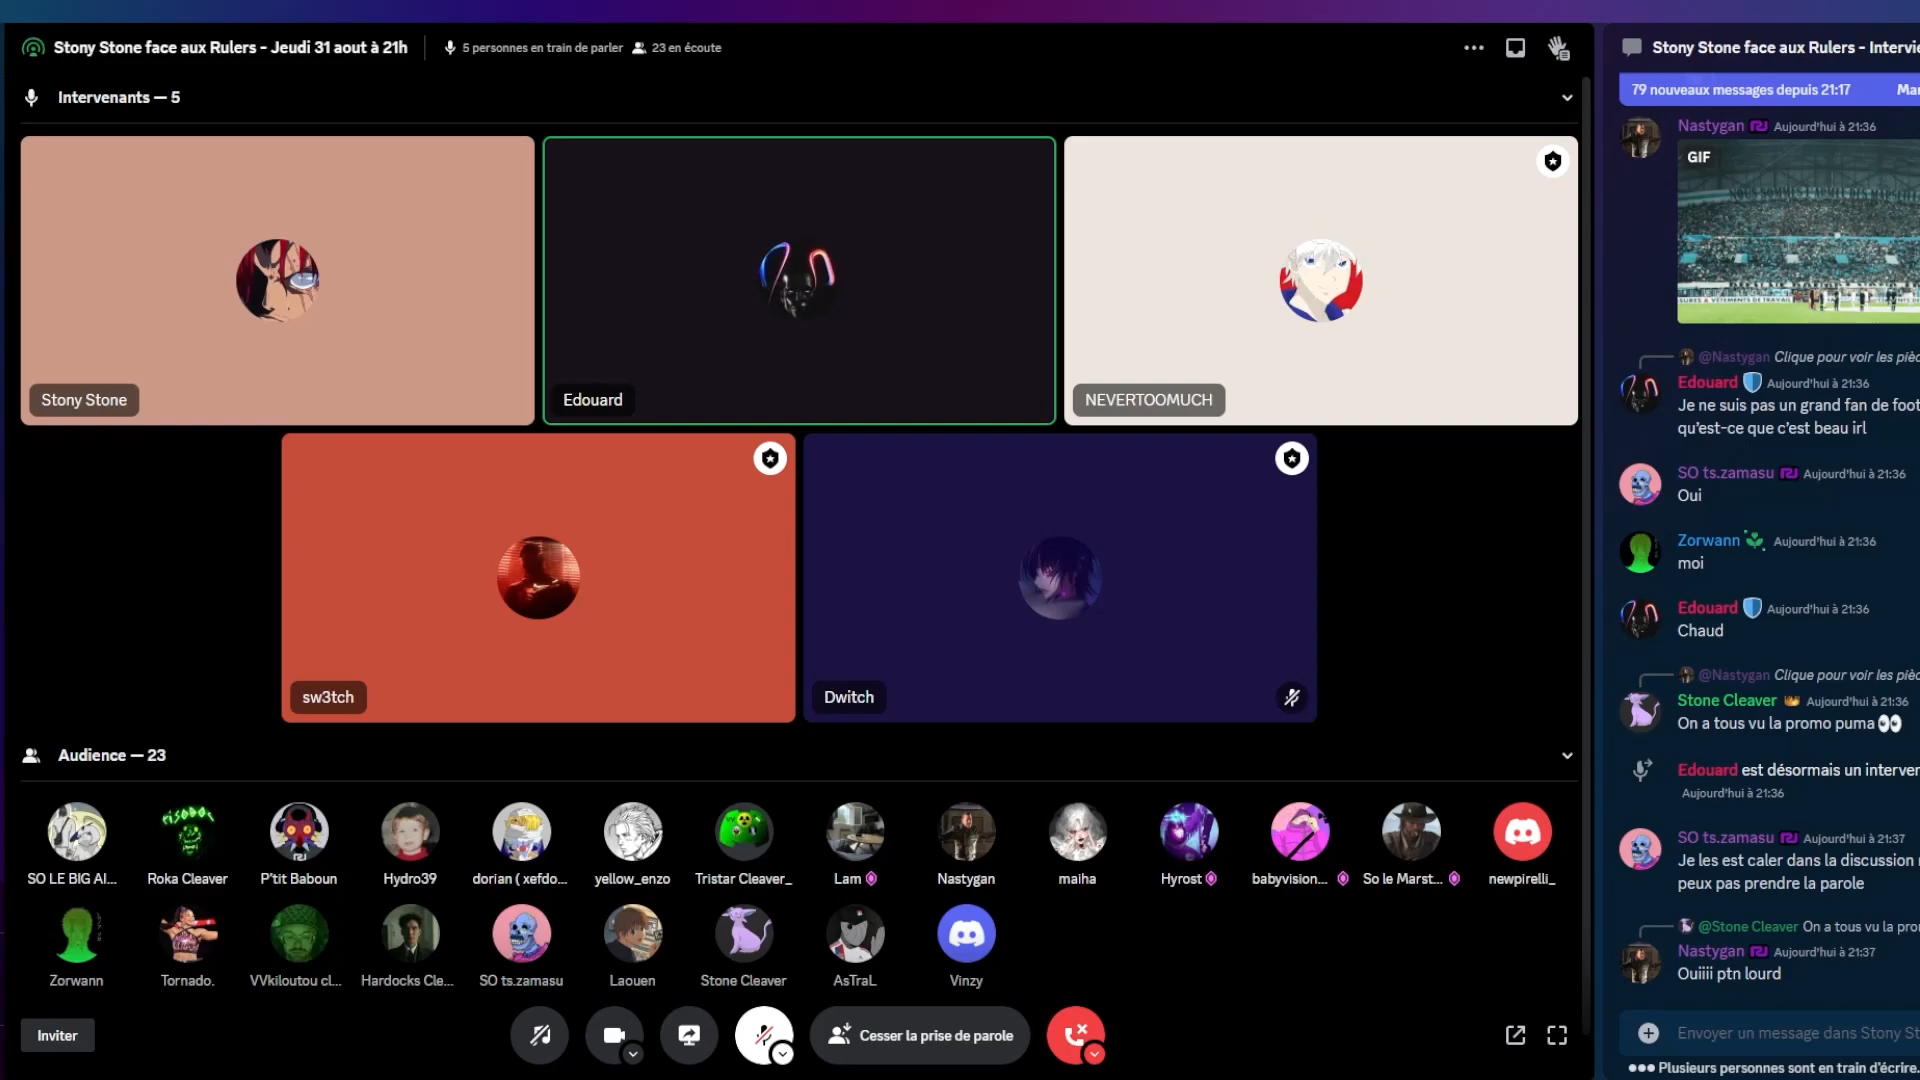 Stony Stone face aux Rulers - Jeudi 31 aout à 21h
5 personnes en train de parler
23 en écoute
Intervenants — 5
Stony Stone
Edouard
NEVERTOOMUCH
sw3tch
Dwitch
Audience — 23
SO LE BIG AI...
Roka Cleaver
P'tit Baboun
Hydro39
dorian ( xefdo...
yellow_enzo
Tristar Cleaver_
Lam
Nastygan
maiha
Hyrost
babyvision...
So le Marst...
newpirelli_
Zorwann
Tornado.
VVkiloutou cl...
Hardocks Cle...
SO ts.zamasu
Laouen
Stone Cleaver
AsTraL
Vinzy
Inviter
Cesser la prise de parole
Stony Stone face aux Rulers - Intervie
79 nouveaux messages depuis 21:17
Mar
Nastygan Aujourd'hui à 21:36
GIF
@Nastygan Clique pour voir les pièc
Edouard Aujourd'hui à 21:36
Je ne suis pas un grand fan de foot
qu'est-ce que c'est beau irl
SO ts.zamasu Aujourd'hui à 21:36
Oui
Zorwann Aujourd'hui à 21:36
moi
Edouard Aujourd'hui à 21:36
Chaud
@Nastygan Clique pour voir les pièc
Stone Cleaver Aujourd'hui à 21:36
On a tous vu la promo puma
Edouard est désormais un interven
Aujourd'hui à 21:36
SO ts.zamasu Aujourd'hui à 21:37
Je les est caler dans la discussion
peux pas prendre la parole
@Stone Cleaver On a tous vu la pro
Nastygan Aujourd'hui à 21:37
Ouiiii ptn lourd
Envoyer un message dans Stony St
Plusieurs personnes sont en train d'écrire.